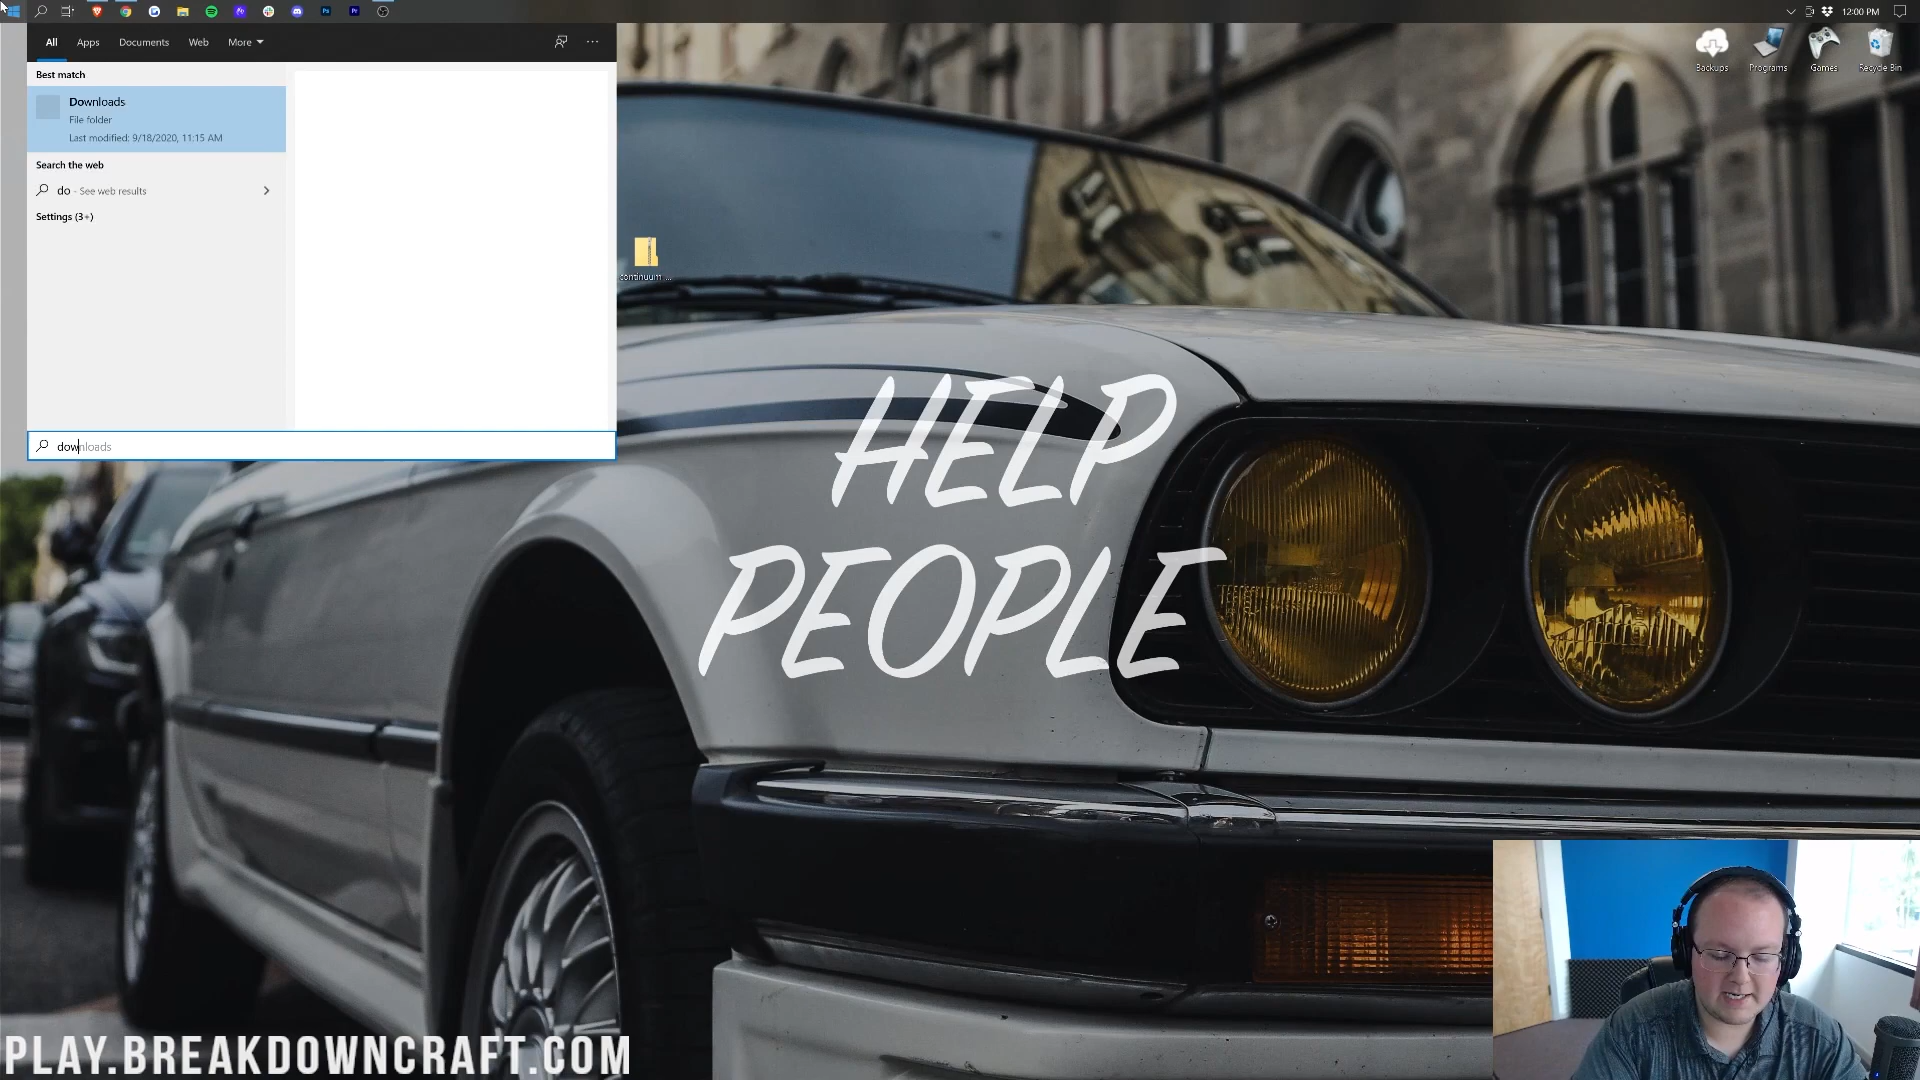 12:00 PM
All
Apps
Documents
Web
More
Best match
Downloads
File folder
Last modified: 9/18/2020, 11:15 AM
Search the web
do - See web results
Settings (3+)
downloads
Backups
Programs
Games
Recycle Bin
continuum ...
HELP
PEOPLE
PLAY.BREAKDOWNCRAFT.COM